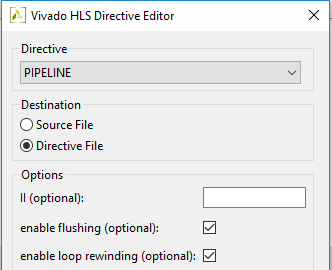 Vivado HLS Directive Editor
Directive
PIPELINE
Destination
Source File
Directive File
Options
II (optional):
enable flushing (optional):
enable loop rewinding (optional):